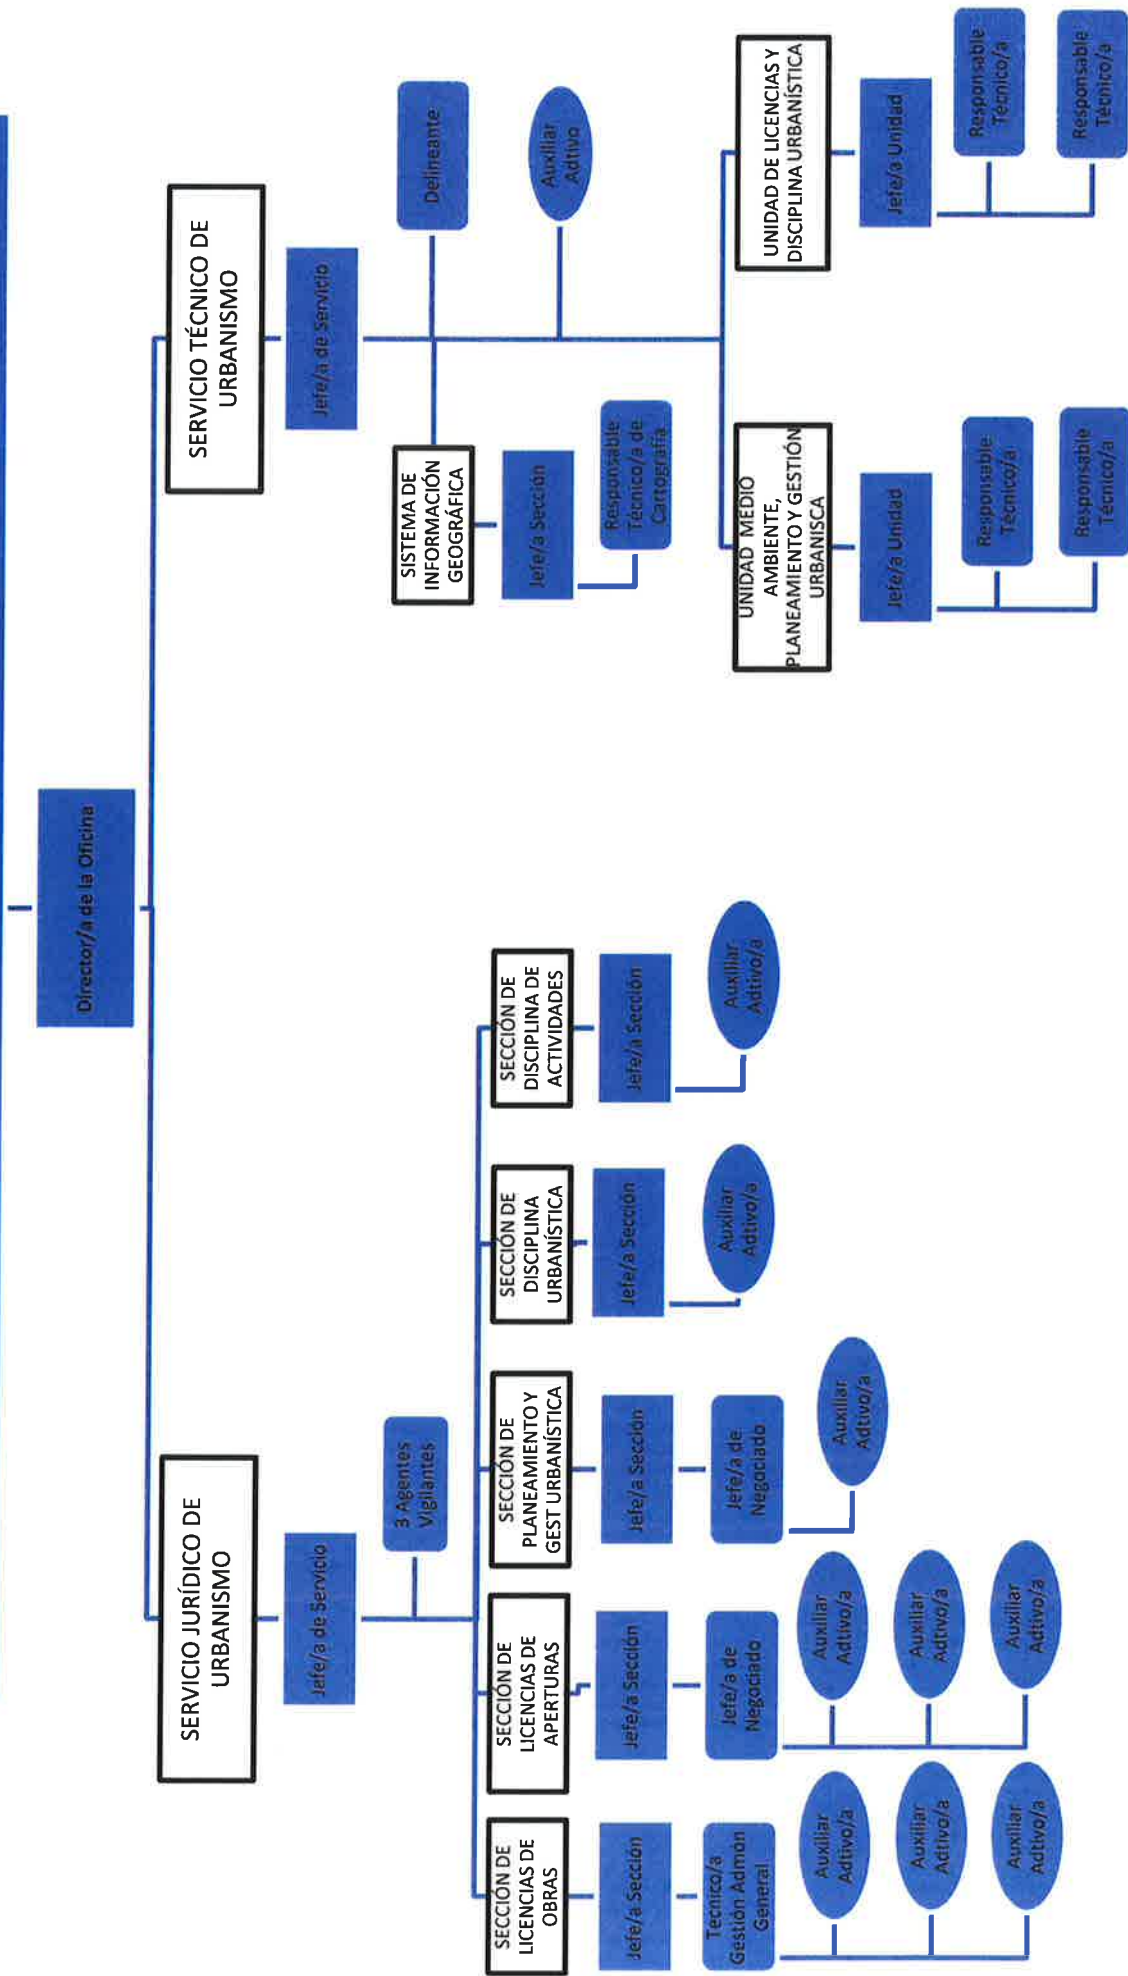 Director/a de la Oficina
SERVICIO JURÍDICO DE
URBANISMO
Jefe/a de Servicio
3 Agentes
Vigilantes
SECCIÓN DE
LICENCIAS DE
OBRAS
Jefe/a Sección
Tecnico/a
Gestión Admón
General
Auxiliar
Adtivo/a
Auxiliar
Adtivo/a
Auxiliar
Adtivo/a
SECCIÓN DE
LICENCIAS DE
APERTURAS
Jefe/a Sección
Jefe/a de
Negociado
Auxiliar
Adtivo/a
Auxiliar
Adtivo/a
Auxiliar
Adtivo/a
SECCIÓN DE
PLANEAMIENTO Y
GEST URBANÍSTICA
Jefe/a Sección
Jefe/a de
Negociado
Auxiliar
Adtivo/a
SECCIÓN DE
DISCIPLINA
URBANÍSTICA
Jefe/a Sección
Auxiliar
Adtivo/a
SECCIÓN DE
DISCIPLINA DE
ACTIVIDADES
Jefe/a Sección
Auxiliar
Adtivo/a
SERVICIO TÉCNICO DE
URBANISMO
Jefe/a de Servicio
SISTEMA DE
INFORMACIÓN
GEOGRÁFICA
Jefe/a Sección
Responsable
Técnico/a de
Cartografía
Delineante
Auxiliar
Adtivo
UNIDAD MEDIO
AMBIENTE,
PLANEAMIENTO Y GESTIÓN
URBANISCA
Jefe/a Unidad
Responsable
Técnico/a
Responsable
Técnico/a
UNIDAD DE LICENCIAS Y
DISCIPLINA URBANÍSTICA
Jefe/a Unidad
Responsable
Técnico/a
Responsable
Técnico/a